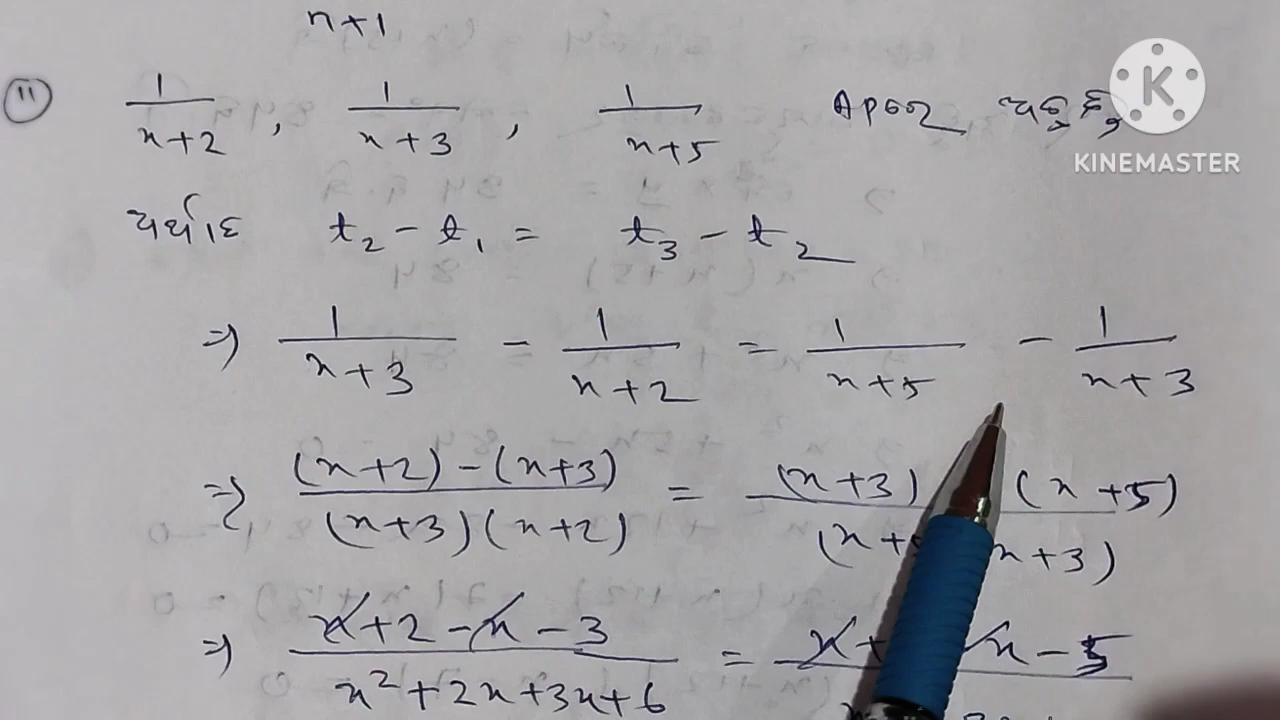 n+1
(11) 1/(x+2), 1/(x+3), 1/(x+5)
KINEMASTER
t₂ - t₁ = t₃ - t₂
⇒ 1/(x+3) - 1/(x+2) = 1/(x+5) - 1/(x+3)
⇒ (x+2)-(x+3) / (x+3)(x+2) = (x+3) (x+5) / (x+ x+3)
⇒ x+2-x-3 / x²+2x+3x+6 = x+ x-5